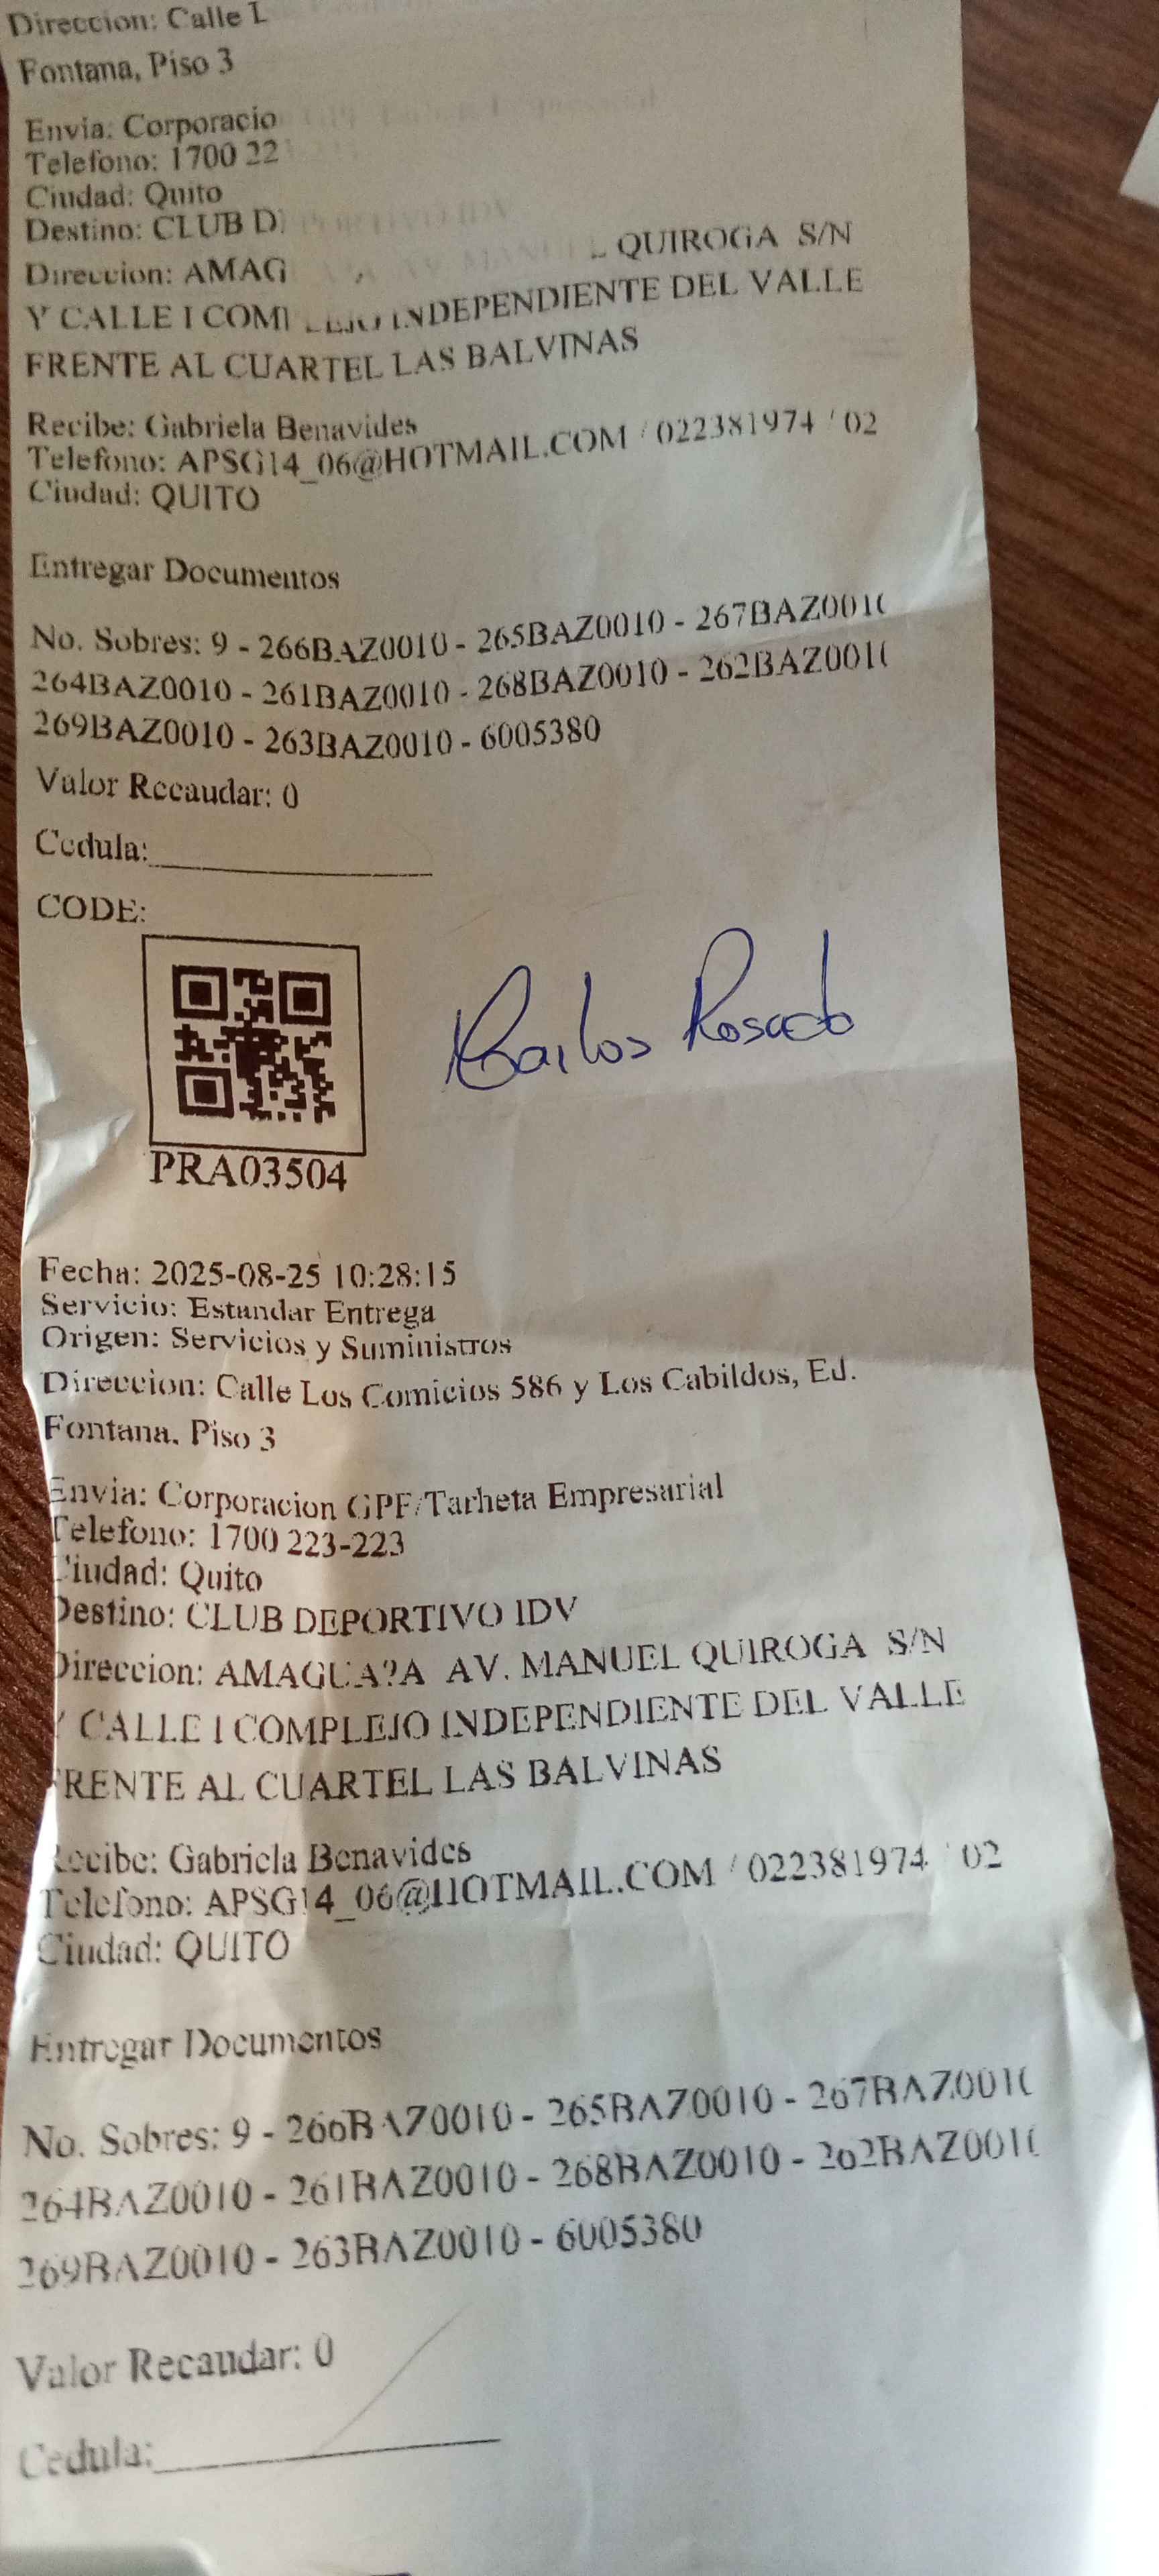 Direccion: Calle L
Fontana, Piso 3
Envia: Corporacio
Telefono: 1700 22
Ciudad: Quito
Destino: CLUB D
Direccion: AMAG QUIROGA S/N
Y CALLE I COMPLEJO INDEPENDIENTE DEL VALLE
FRENTE AL CUARTEL LAS BALVINAS
Recibe: Gabriela Benavides
Telefono: APSG14_06@HOTMAIL.COM / 022381974 / 02
Ciudad: QUITO
Entregar Documentos
No. Sobres: 9 - 266BAZ0010 - 265BAZ0010 - 267BAZ001
264BAZ0010 - 261BAZ0010 - 268BAZ0010 - 262BAZ001
269BAZ0010 - 263BAZ0010 - 6005380
Valor Recaudar: 0
Cedula:
CODE:
Carlos Rosado
PRA03504
Fecha: 2025-08-25 10:28:15
Servicio: Estandar Entrega
Origen: Servicios y Suministros
Direccion: Calle Los Comicios 586 y Los Cabildos, Ed.
Fontana, Piso 3
Envia: Corporacion GPF/Tarheta Empresarial
Telefono: 1700 223-223
Ciudad: Quito
Destino: CLUB DEPORTIVO IDV
Direccion: AMAGUA?A AV. MANUEL QUIROGA S/N
Y CALLE I COMPLEJO INDEPENDIENTE DEL VALLE
FRENTE AL CUARTEL LAS BALVINAS
Recibe: Gabriela Benavides
Telefono: APSG14_06@HOTMAIL.COM / 022381974 / 02
Ciudad: QUITO
Entregar Documentos
No. Sobres: 9 - 266BAZ0010 - 265BAZ0010 - 267BAZ001
264BAZ0010 - 261BAZ0010 - 268BAZ0010 - 262BAZ001
269BAZ0010 - 263BAZ0010 - 6005380
Valor Recaudar: 0
Cedula: